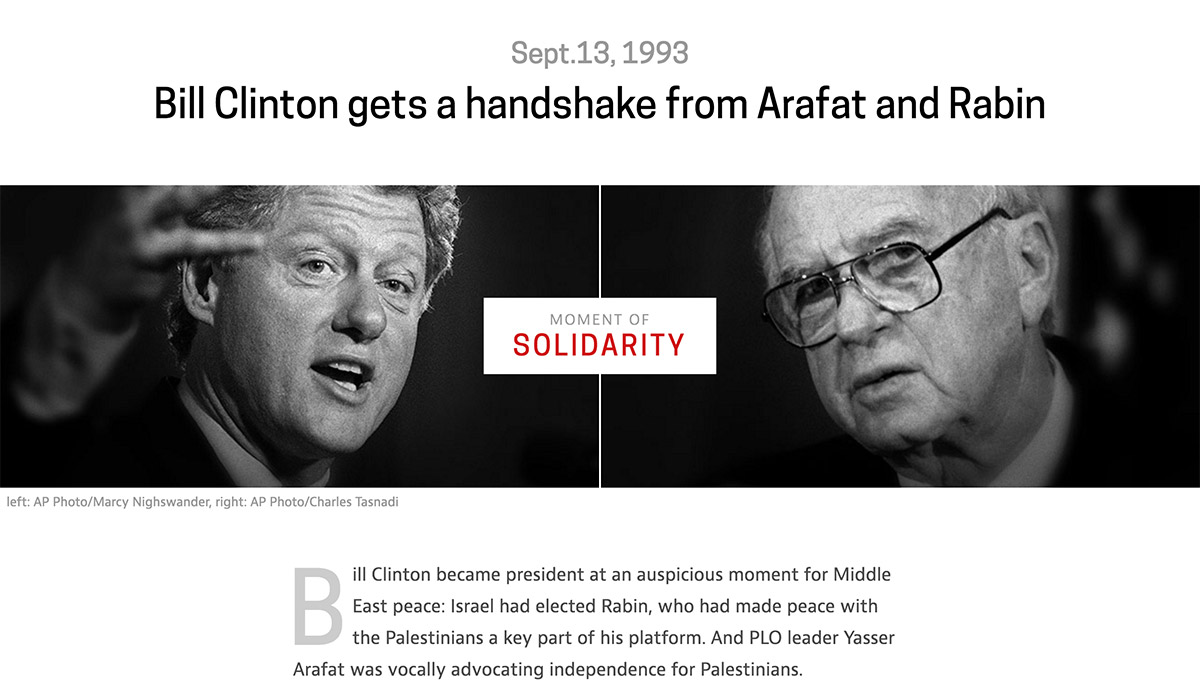 Sept.13, 1993
Bill Clinton gets a handshake from Arafat and Rabin
MOMENT OF
SOLIDARITY
left: AP Photo/Marcy Nighswander, right: AP Photo/Charles Tasnadi
Bill Clinton became president at an auspicious moment for Middle
East peace: Israel had elected Rabin, who had made peace with
the Palestinians a key part of his platform. And PLO leader Yasser
Arafat was vocally advocating independence for Palestinians.